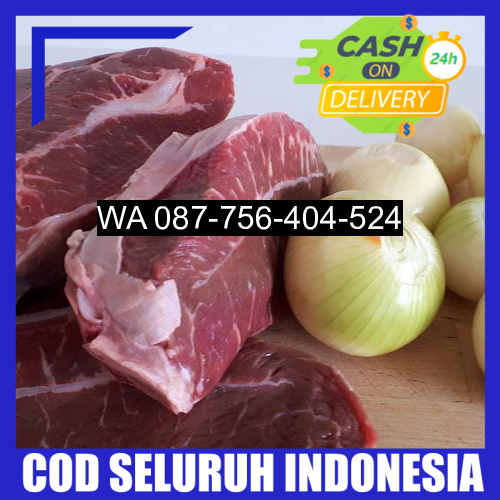 CASH
ON
24h
DELIVERY
WA 087-756-404-524
COD SELURUH INDONESIA